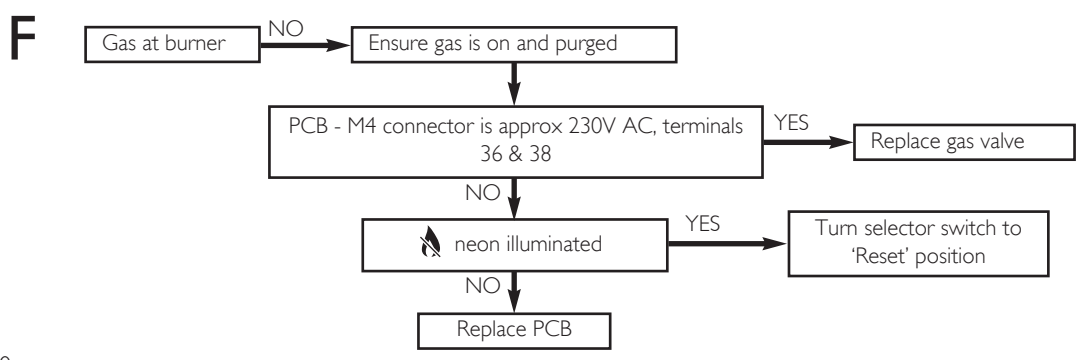 F
Gas at burner
NO
Ensure gas is on and purged
PCB - M4 connector is approx 230V AC, terminals
36 & 38
YES
Replace gas valve
NO
neon illuminated
YES
Turn selector switch to
‘Reset’ position
NO
Replace PCB